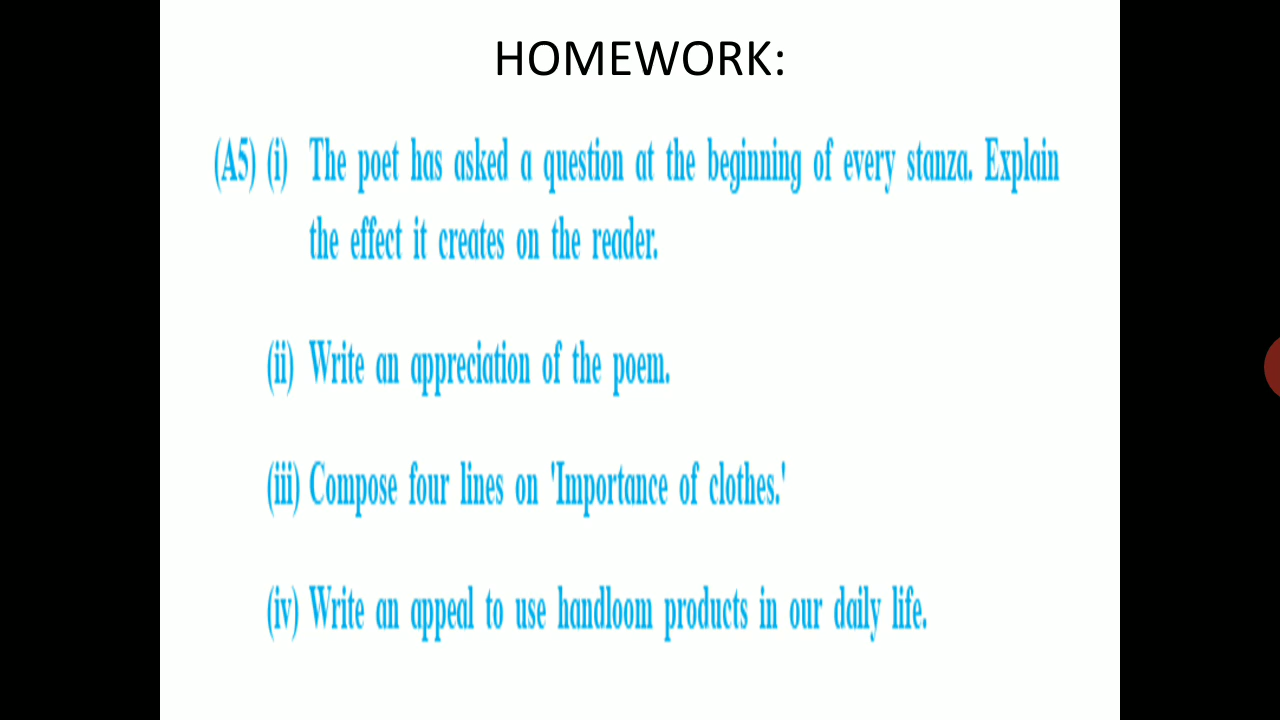 HOMEWORK:
(A5) (i) The poet has asked a question at the beginning of every stanza. Explain
the effect it creates on the reader.
(ii) Write an appreciation of the poem.
(iii) Compose four lines on 'Importance of clothes.'
(iv) Write an appeal to use handloom products in our daily life.